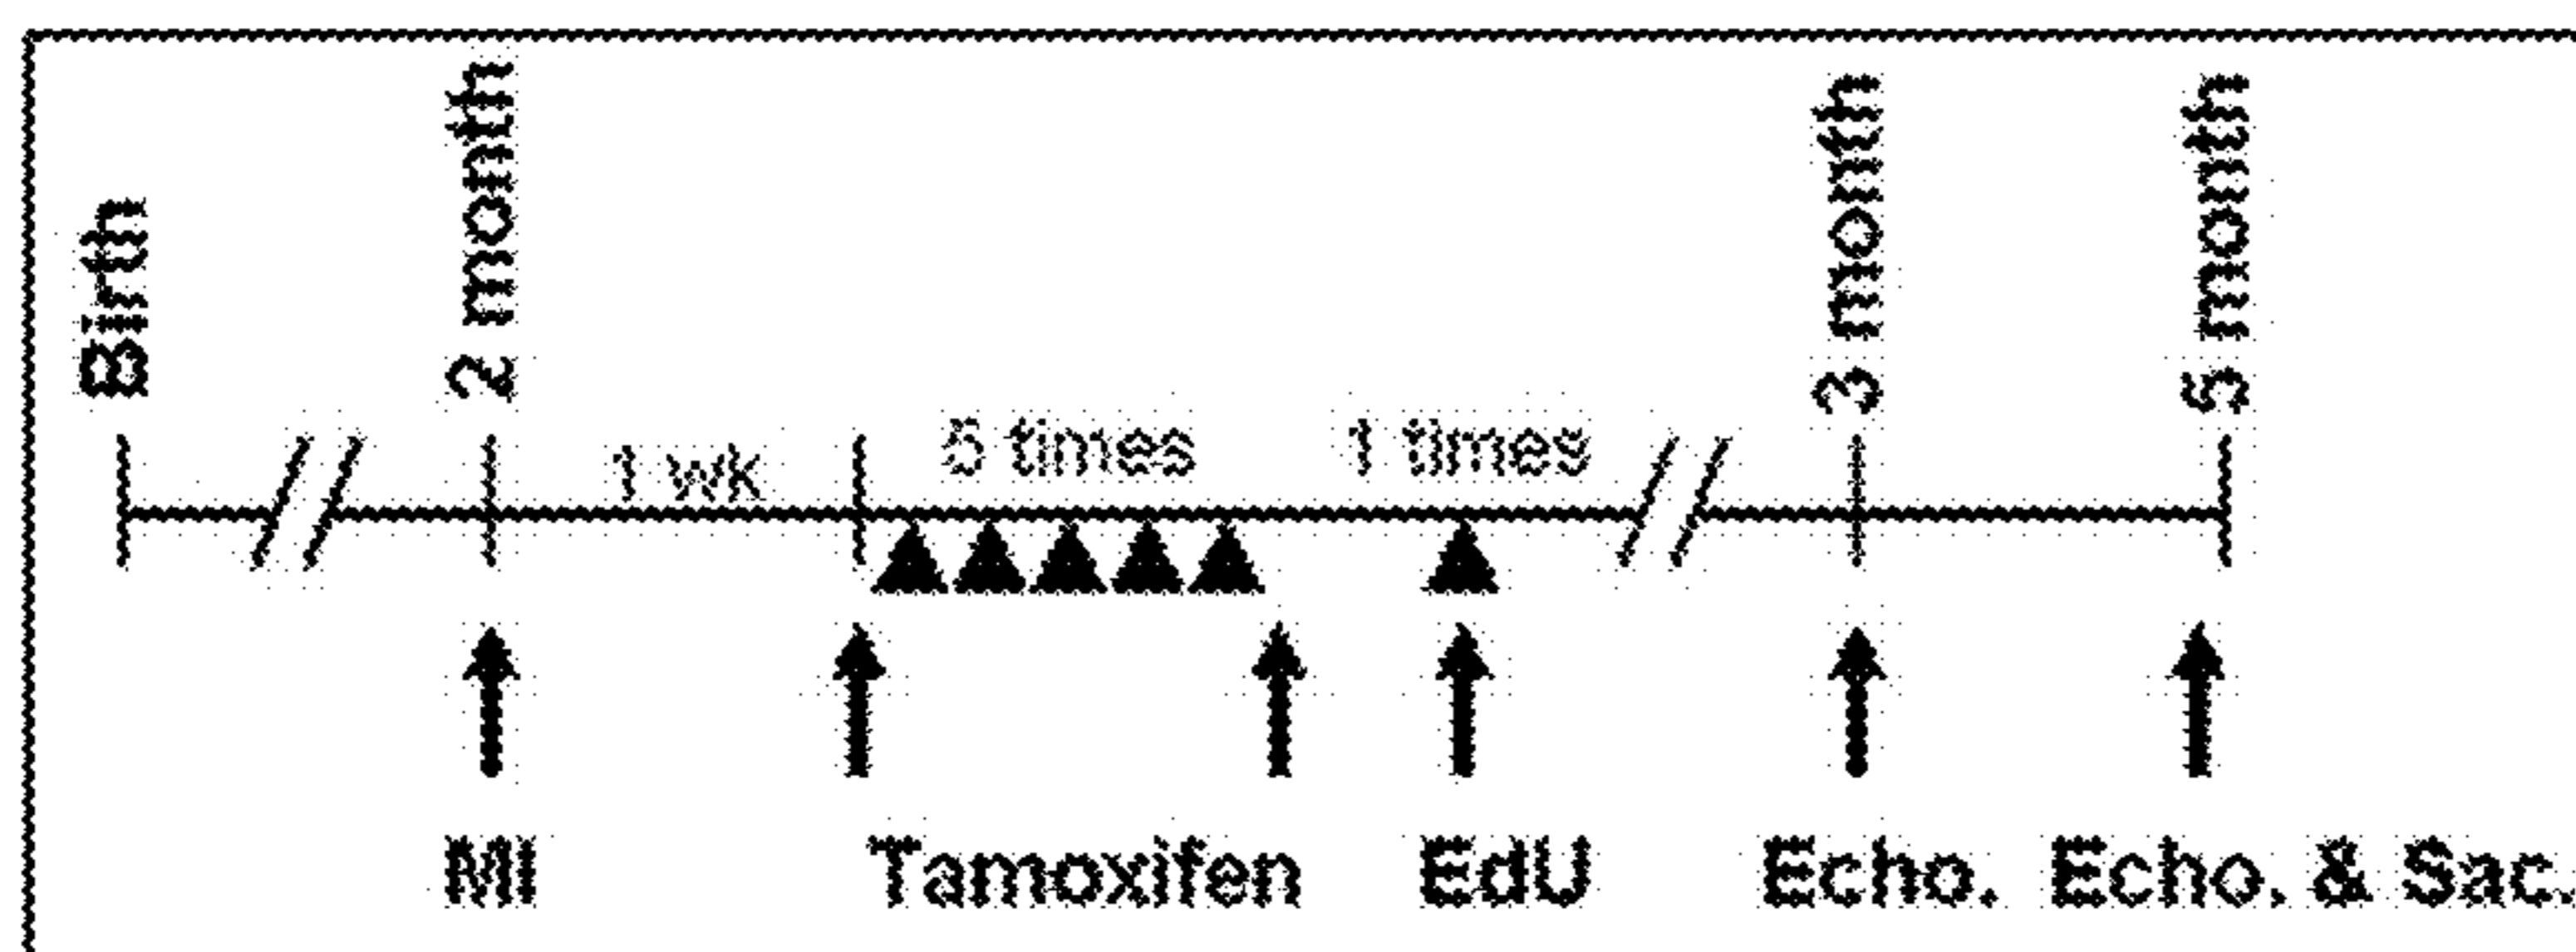 Birth
2 month
3 month
5 month
1 wk
5 times
1 times
MI
Tamoxifen
EdU
Echo.
Echo. & Sac.